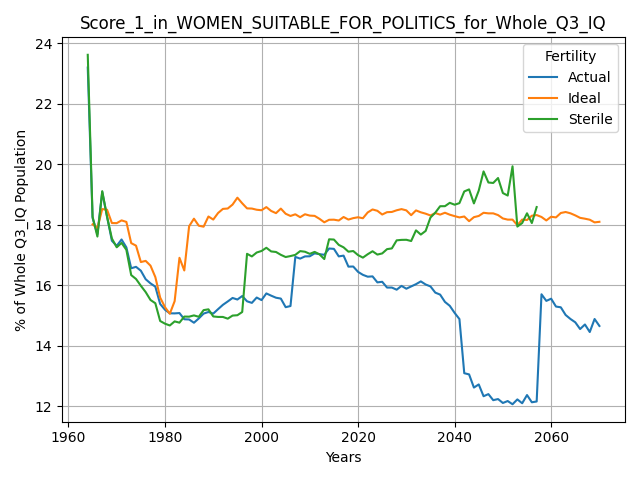 Score_1_in_WOMEN_SUITABLE_FOR_POLITICS_for_Whole_Q3_IQ
% of Whole Q3_IQ Population
24
22
20
18
16
14
12
Fertility
Actual
Ideal
Sterile
1960 1980 2000 2020 2040 2060
Years